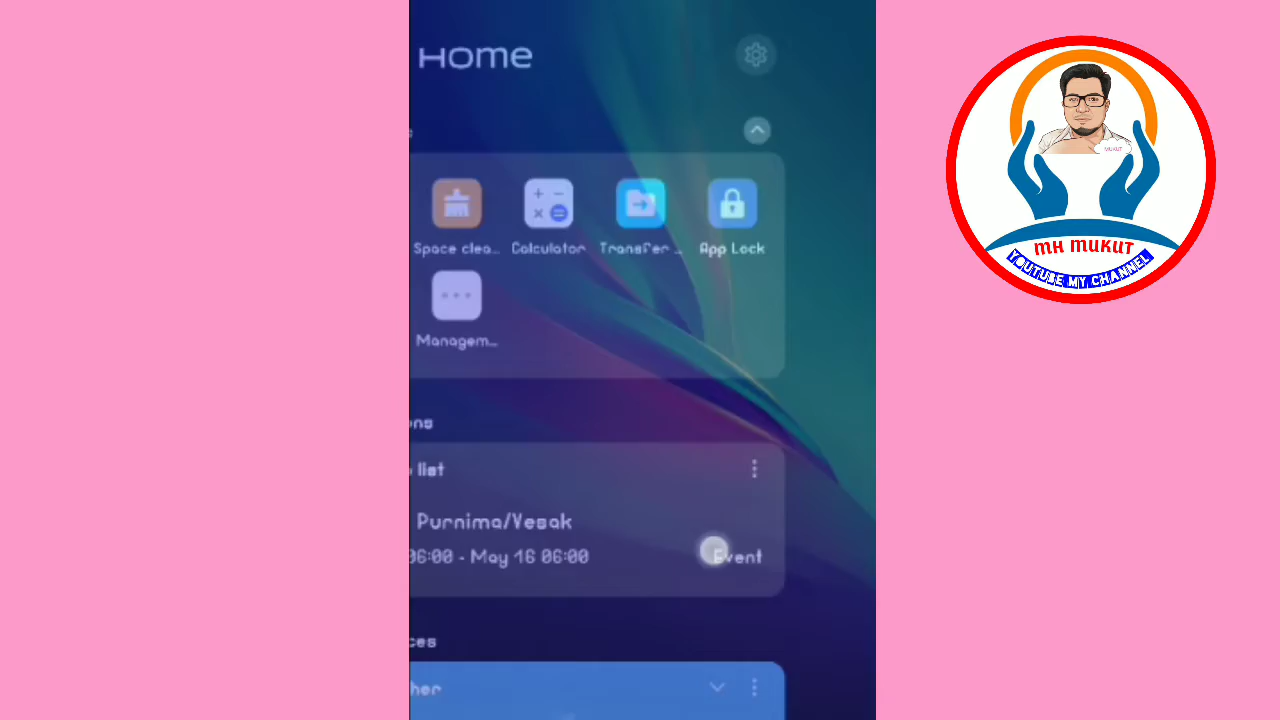 Home
Space clea...
Calculator
Transfer ...
App Lock
Managem...
ons
list
Purnima/Vesak
06:00 - May 16 06:00
Event
ces
her
MUKUT
MH MUKUT
YOUTUBE MY CHANNEL